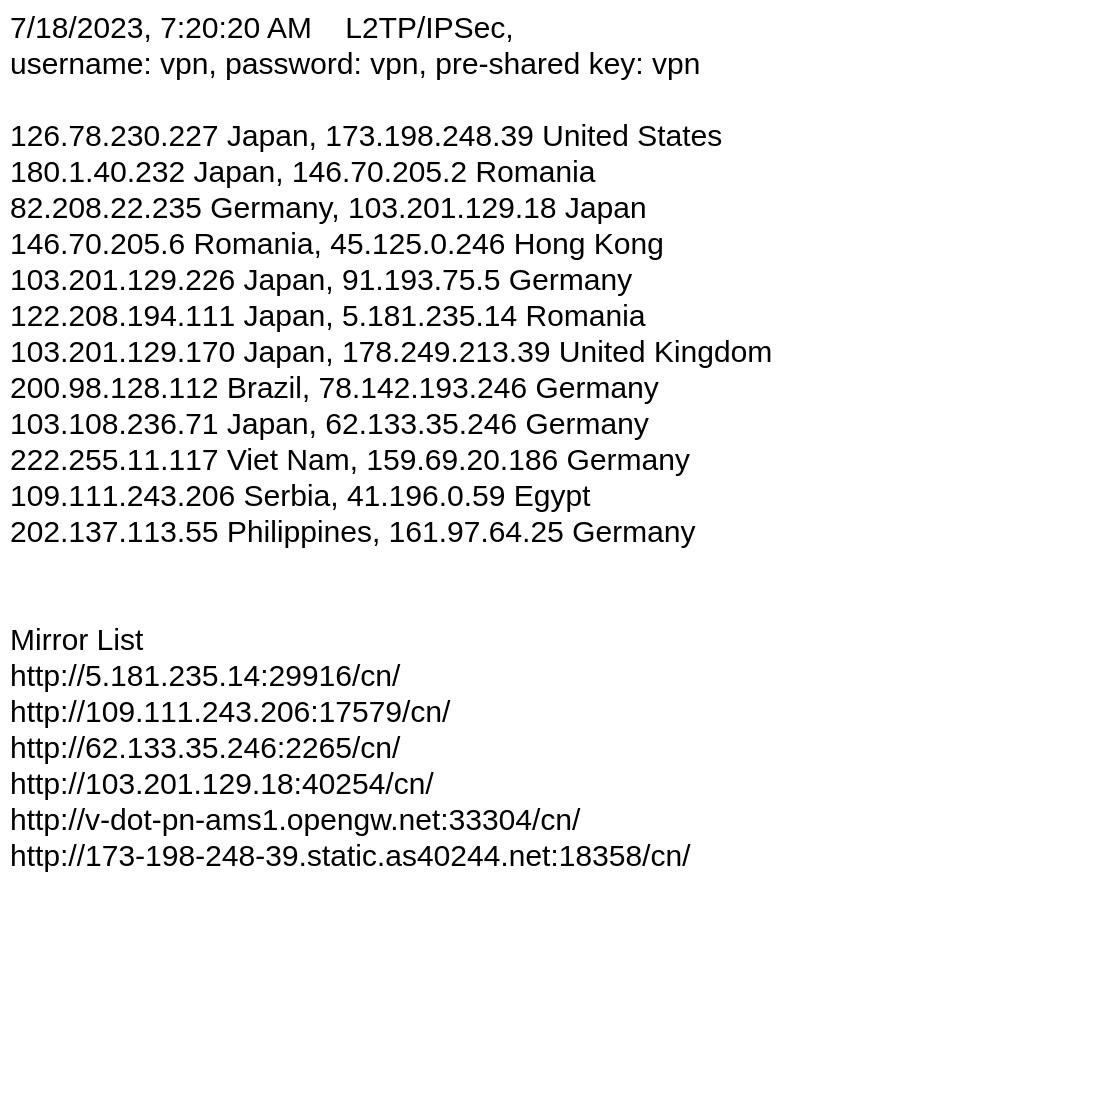 7/18/2023, 7:20:20 AM    L2TP/IPSec,
username: vpn, password: vpn, pre-shared key: vpn
126.78.230.227 Japan, 173.198.248.39 United States
180.1.40.232 Japan, 146.70.205.2 Romania
82.208.22.235 Germany, 103.201.129.18 Japan
146.70.205.6 Romania, 45.125.0.246 Hong Kong
103.201.129.226 Japan, 91.193.75.5 Germany
122.208.194.111 Japan, 5.181.235.14 Romania
103.201.129.170 Japan, 178.249.213.39 United Kingdom
200.98.128.112 Brazil, 78.142.193.246 Germany
103.108.236.71 Japan, 62.133.35.246 Germany
222.255.11.117 Viet Nam, 159.69.20.186 Germany
109.111.243.206 Serbia, 41.196.0.59 Egypt
202.137.113.55 Philippines, 161.97.64.25 Germany
Mirror List
http://5.181.235.14:29916/cn/
http://109.111.243.206:17579/cn/
http://62.133.35.246:2265/cn/
http://103.201.129.18:40254/cn/
http://v-dot-pn-ams1.opengw.net:33304/cn/
http://173-198-248-39.static.as40244.net:18358/cn/